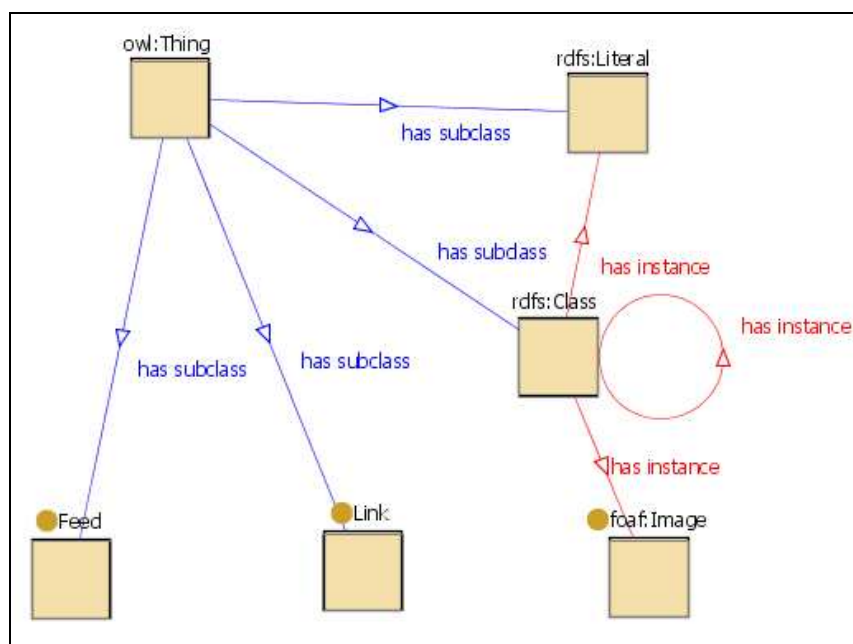 owl:Thing
rdfs:Literal
has subclass
has subclass
has instance
rdfs:Class
has instance
has subclass
has subclass
has instance
Feed
Link
foaf:Image